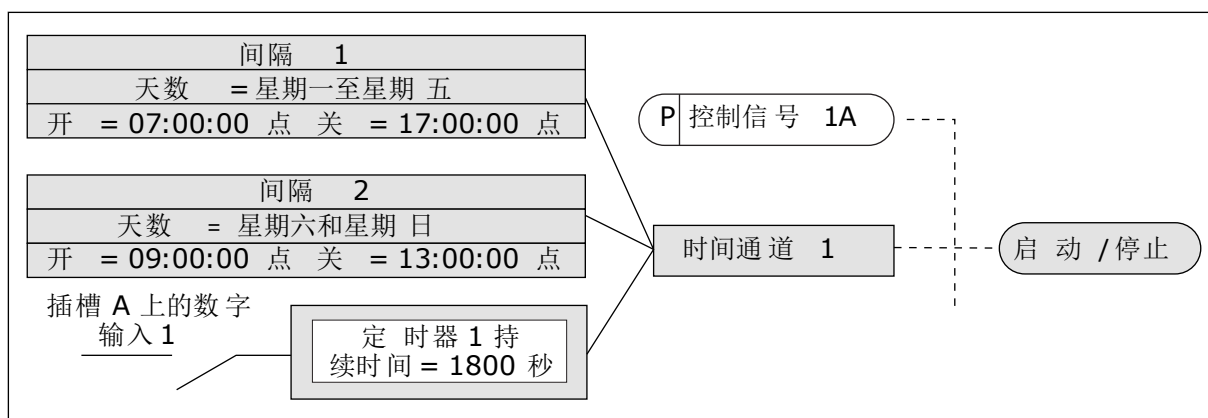 间隔 1
天数 = 星期一至星期 五
开 = 07:00:00 点 关 = 17:00:00 点
P 控制信 号 1A
间隔 2
天数 = 星期六和星期 日
开 = 09:00:00 点 关 = 13:00:00 点
时间通道 1
启 动 /停止
插槽 A 上的数字
输入 1
定 时器 1 持
续时间 = 1800 秒